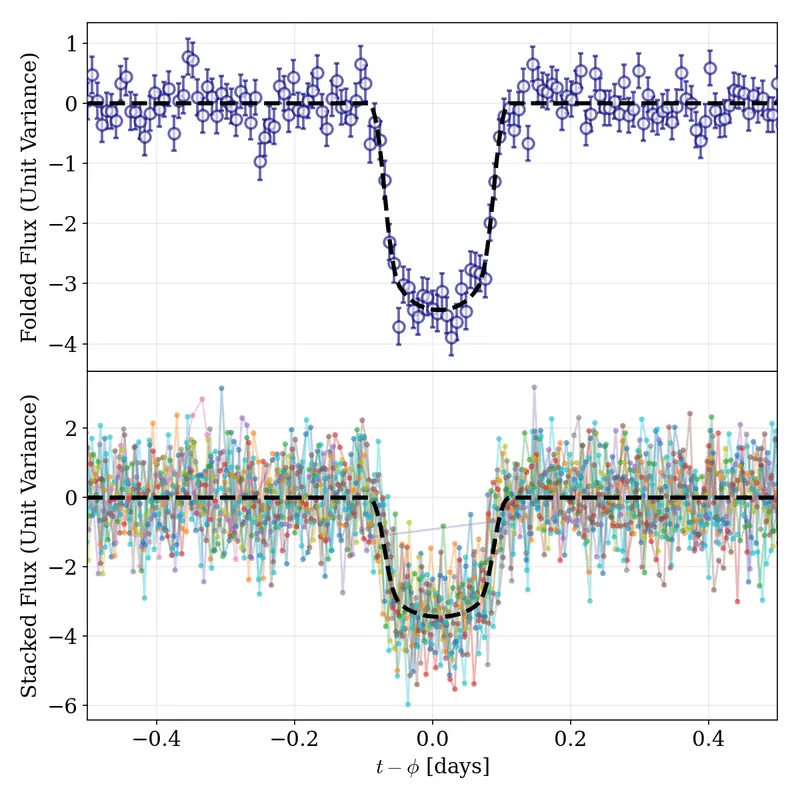 1
0
−1
−2
−3
−4
Folded Flux (Unit Variance)
2
0
−2
−4
−6
Stacked Flux (Unit Variance)
−0.4 −0.2 0.0 0.2 0.4
t − ϕ [days]